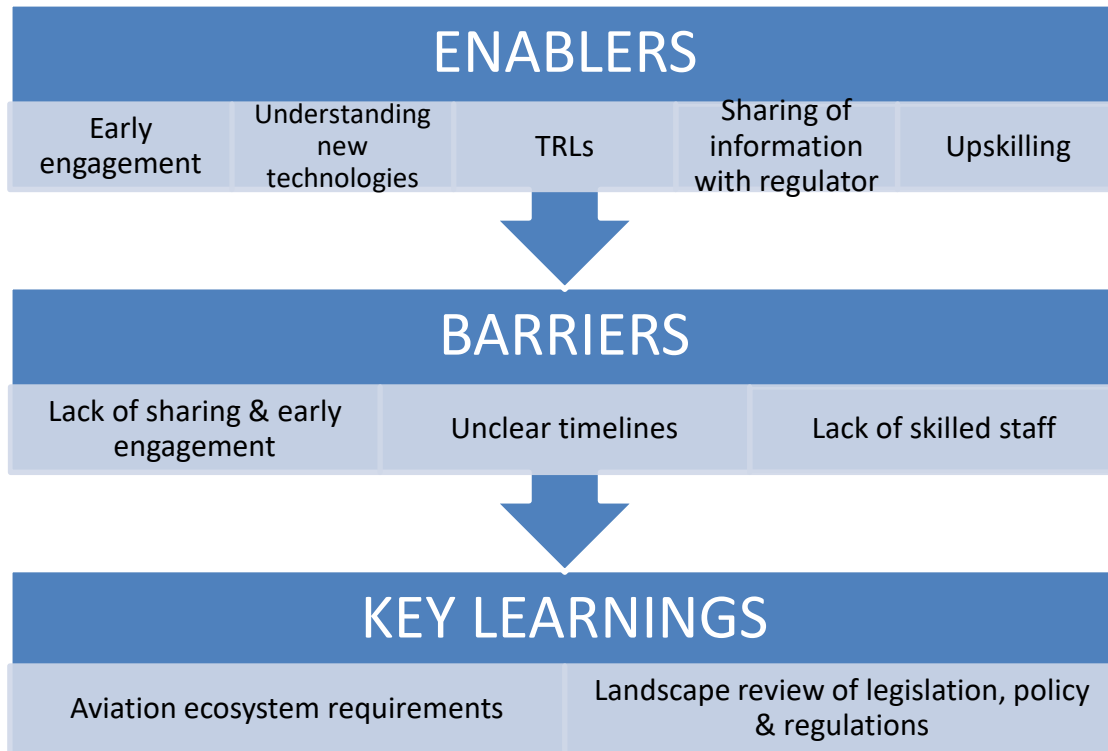 ENABLERS
Early
engagement
Understanding
new
technologies
TRLs
Sharing of
information
with regulator
Upskilling
BARRIERS
Lack of sharing & early
engagement
Unclear timelines
Lack of skilled staff
KEY LEARNINGS
Aviation ecosystem requirements
Landscape review of legislation, policy
& regulations